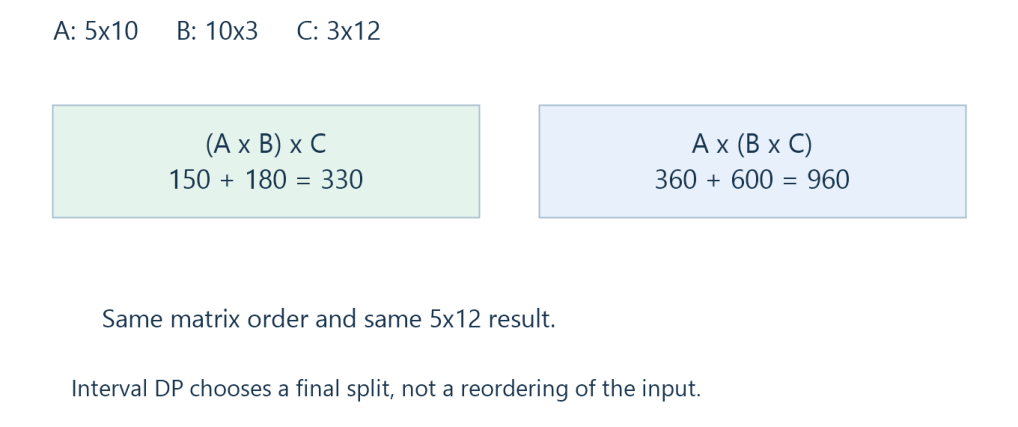 A: 5x10 B: 10x3 C: 3x12
(A x B) x C
150 + 180 = 330
A x (B x C)
360 + 600 = 960
Same matrix order and same 5x12 result.
Interval DP chooses a final split, not a reordering of the input.